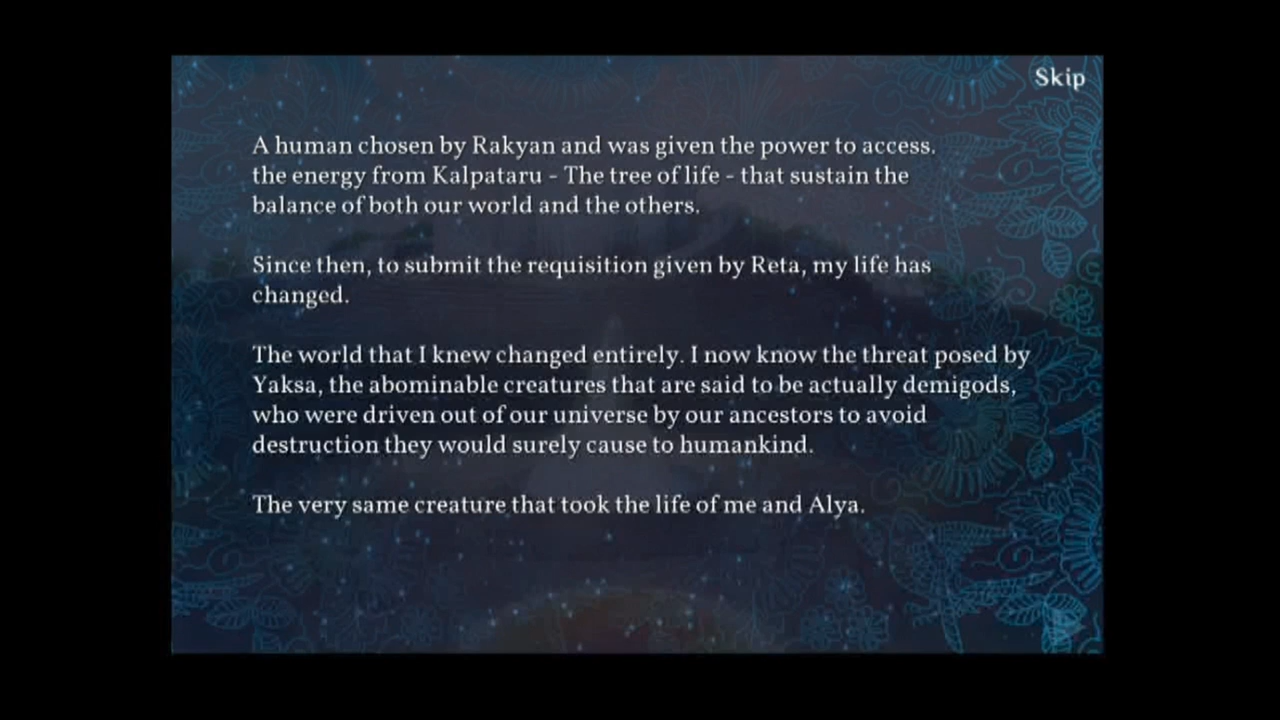 Skip
A human chosen by Rakyan and was given the power to access.
the energy from Kalpataru - The tree of life - that sustain the
balance of both our world and the others.
Since then, to submit the requisition given by Reta, my life has
changed.
The world that I knew changed entirely. I now know the threat posed by
Yaksa, the abominable creatures that are said to be actually demigods,
who were driven out of our universe by our ancestors to avoid
destruction they would surely cause to humankind.
The very same creature that took the life of me and Alya.